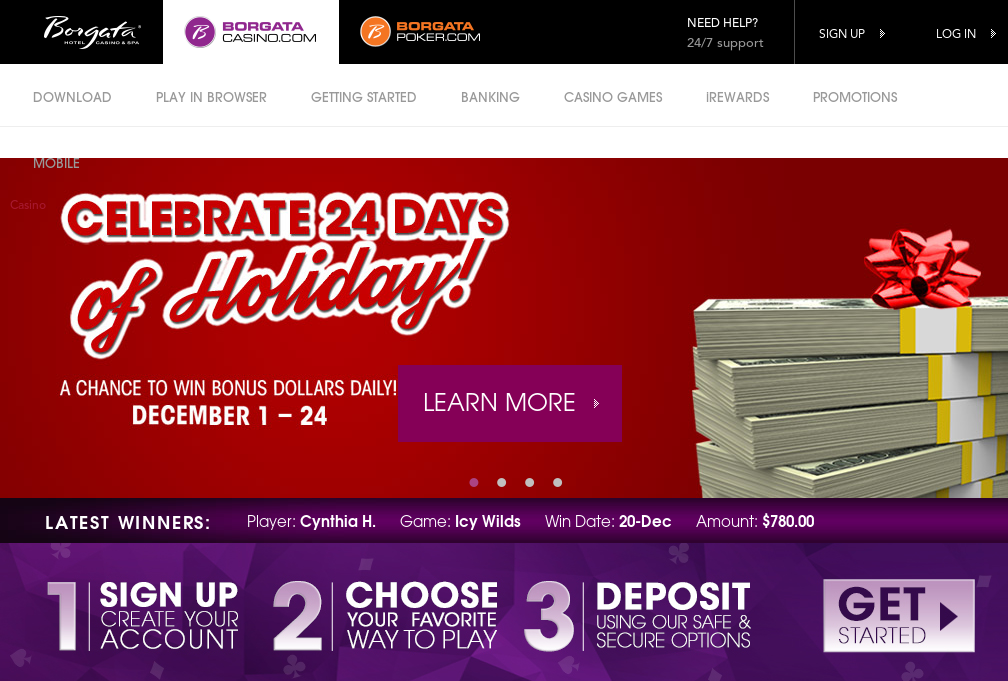 Borgata
HOTEL CASINO & SPA
BORGATA
CASINO.COM
BORGATA
POKER.COM
NEED HELP?
24/7 support
SIGN UP
LOG IN
DOWNLOAD
PLAY IN BROWSER
GETTING STARTED
BANKING
CASINO GAMES
IREWARDS
PROMOTIONS
MOBILE
Casino
CELEBRATE 24 DAYS
of Holiday!
A CHANCE TO WIN BONUS DOLLARS DAILY!
DECEMBER 1 – 24
LEARN MORE
LATEST WINNERS: Player: Cynthia H. Game: Icy Wilds Win Date: 20-Dec Amount: $780.00
1 SIGN UP
CREATE YOUR
ACCOUNT
2 CHOOSE
YOUR FAVORITE
WAY TO PLAY
3 DEPOSIT
USING OUR SAFE &
SECURE OPTIONS
GET
STARTED